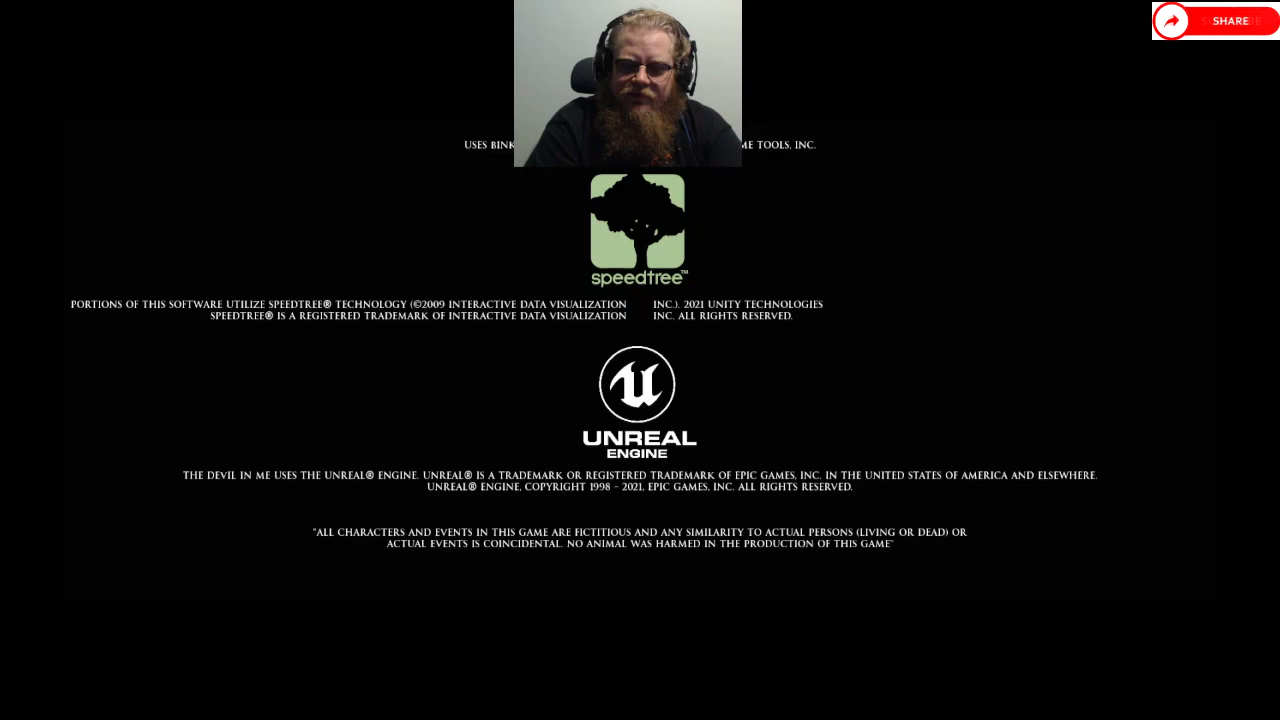 SHARE
USES BINK
ME TOOLS, INC.
speedtree™
PORTIONS OF THIS SOFTWARE UTILIZE SPEEDTREE® TECHNOLOGY (©2009 INTERACTIVE DATA VISUALIZATION INC.). 2021 UNITY TECHNOLOGIES
SPEEDTREE® IS A REGISTERED TRADEMARK OF INTERACTIVE DATA VISUALIZATION INC. ALL RIGHTS RESERVED.
UNREAL
ENGINE
THE DEVIL IN ME USES THE UNREAL® ENGINE. UNREAL® IS A TRADEMARK OR REGISTERED TRADEMARK OF EPIC GAMES, INC. IN THE UNITED STATES OF AMERICA AND ELSEWHERE.
UNREAL® ENGINE, COPYRIGHT 1998 – 2021, EPIC GAMES, INC. ALL RIGHTS RESERVED.
"ALL CHARACTERS AND EVENTS IN THIS GAME ARE FICTITIOUS AND ANY SIMILARITY TO ACTUAL PERSONS (LIVING OR DEAD) OR
ACTUAL EVENTS IS COINCIDENTAL. NO ANIMAL WAS HARMED IN THE PRODUCTION OF THIS GAME"